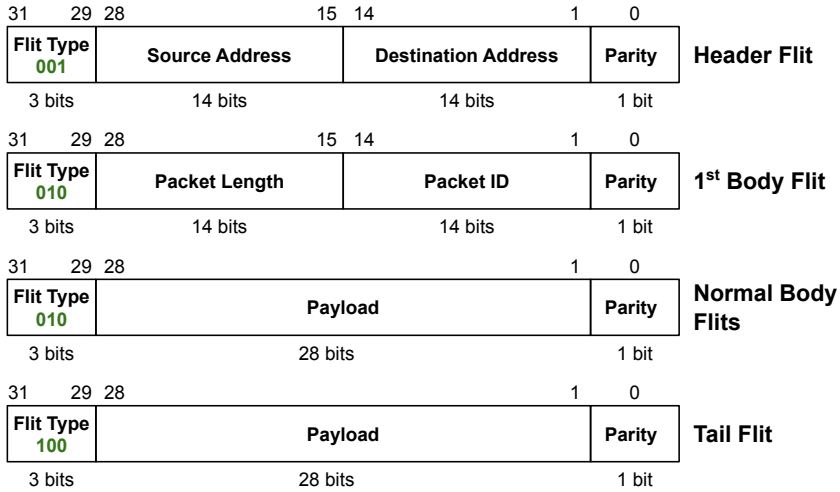 31 29 28 15 14 1 0
Flit Type
001
Source Address
Destination Address
Parity
Header Flit
3 bits 14 bits 14 bits 1 bit
31 29 28 15 14 1 0
Flit Type
010
Packet Length
Packet ID
Parity
1st Body Flit
3 bits 14 bits 14 bits 1 bit
31 29 28 1 0
Flit Type
010
Payload
Parity
Normal Body
Flits
3 bits 28 bits 1 bit
31 29 28 1 0
Flit Type
100
Payload
Parity
Tail Flit
3 bits 28 bits 1 bit